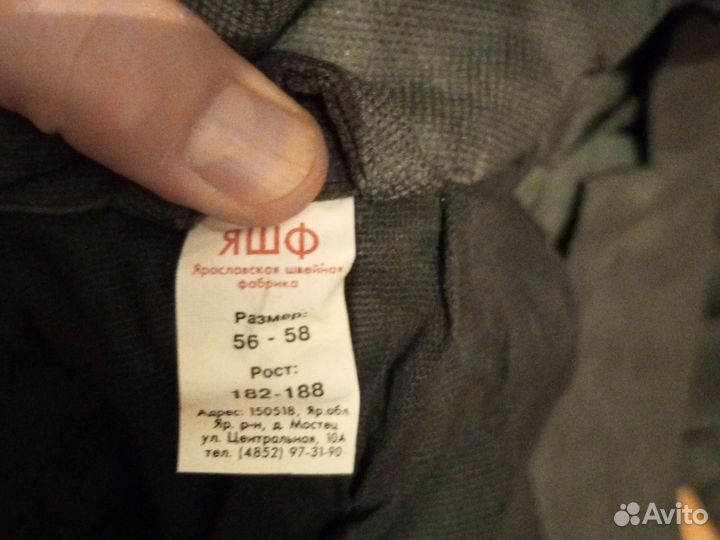 ЯШФ
Ярославская швейная
фабрика
Размер:
56 - 58
Рост:
182-188
Адрес: 150518, Яр.обл.
Яр. р-н, д. Мостец
ул. Центральная, 10А
тел. (4852) 97-31-90
Avito